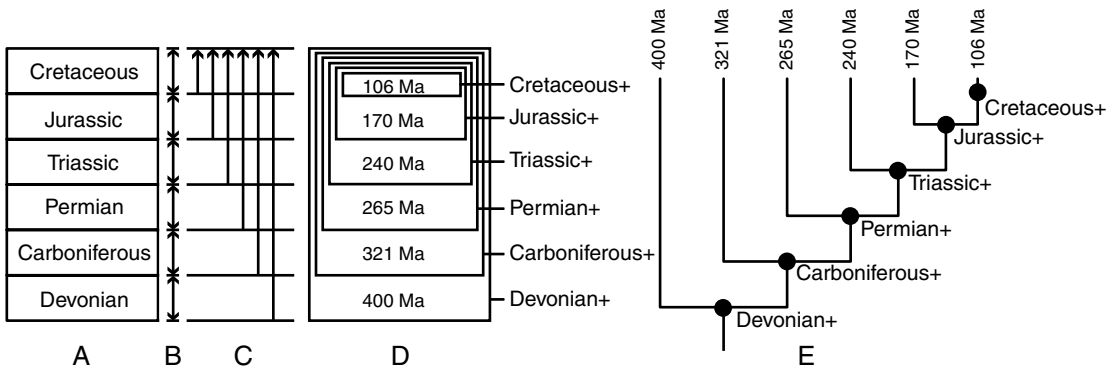 Cretaceous
Jurassic
Triassic
Permian
Carboniferous
Devonian
A
B
C
106 Ma
170 Ma
240 Ma
265 Ma
321 Ma
400 Ma
Cretaceous+
Jurassic+
Triassic+
Permian+
Carboniferous+
Devonian+
D
400 Ma
321 Ma
265 Ma
240 Ma
170 Ma
106 Ma
Cretaceous+
Jurassic+
Triassic+
Permian+
Carboniferous+
Devonian+
E